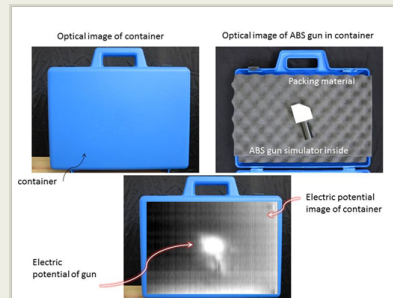 Optical image of container
Optical image of ABS gun in container
Packing material
ABS gun simulator inside
container
Electric potential
image of container
Electric
potential of gun